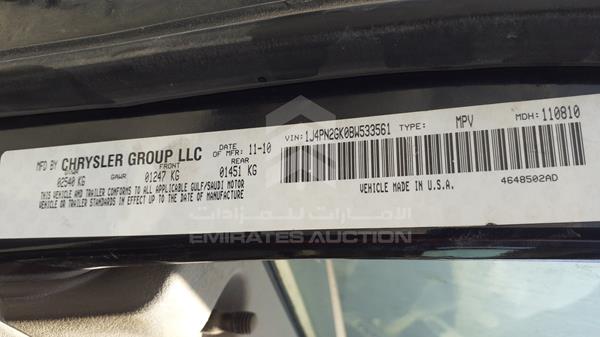 MFD BY CHRYSLER GROUP LLC DATE OF MFR: 11-10 VIN: 1J4PN2GK0BW533561 TYPE: MPV MDH: 110810
GVWR GAWR FRONT REAR
02540 KG 01247 KG 01451 KG
THIS VEHICLE AND TRAILER CONFORMS TO ALL APPLICABLE GULF/SAUDI MOTOR
VEHICLE OR TRAILER STANDARDS IN EFFECT UP TO THE DATE OF MANUFACTURE
VEHICLE MADE IN U.S.A. 4648502AD
الإمارات للمزادات
EMIRATES AUCTION